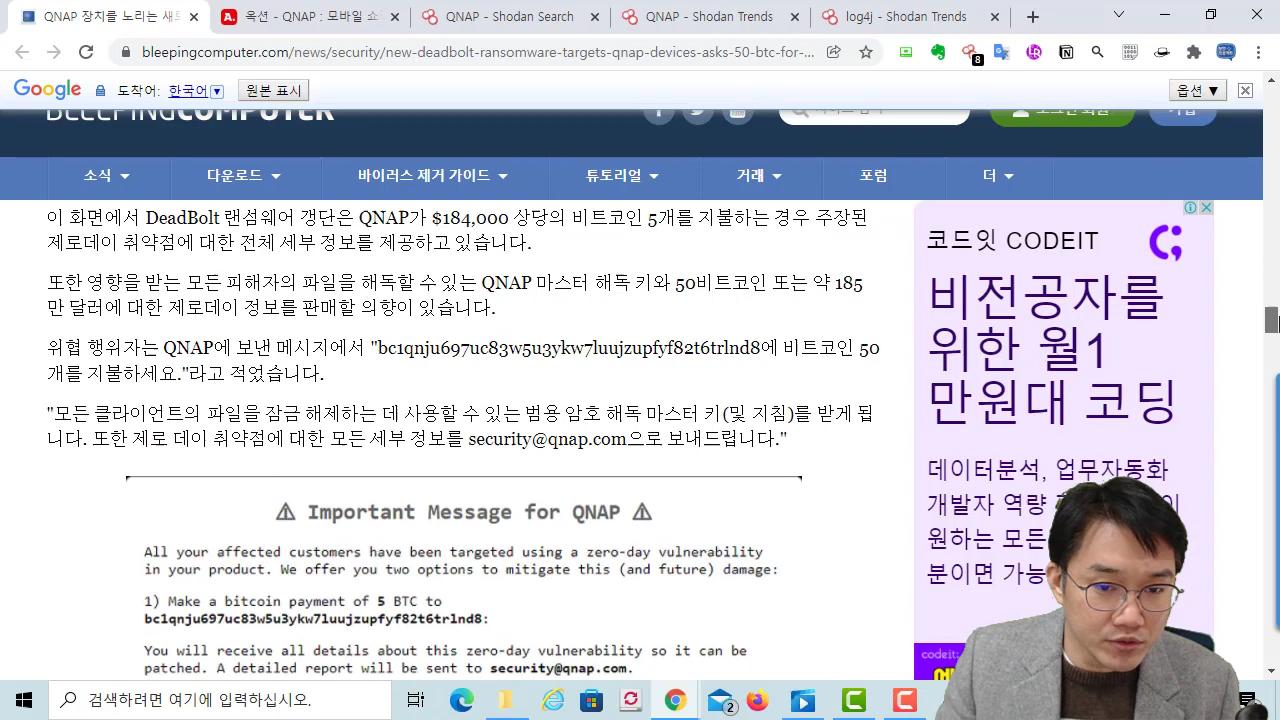 QNAP 장치를 노리는 새로
옥션 - QNAP : 모바일 쇼
QNAP - Shodan Search
QNAP - Shodan Trends
log4j - Shodan Trends
bleepingcomputer.com/news/security/new-deadbolt-ransomware-targets-qnap-devices-asks-50-btc-for-...
8
Google 도착어: 한국어 원본 표시 옵션 ▼
BLEEPINGCOMPUTER
소식 다운로드 바이러스 제거 가이드 튜토리얼 거래 포럼 더
이 화면에서 DeadBolt 랜섬웨어 갱단은 QNAP가 $184,000 상당의 비트코인 5개를 지불하는 경우 주장된
제로데이 취약점에 대한 전체 세부 정보를 제공하고 있습니다.
또한 영향을 받는 모든 피해자의 파일을 해독할 수 있는 QNAP 마스터 해독 키와 50비트코인 또는 약 185
만 달러에 대한 제로데이 정보를 판매할 의향이 있습니다.
위협 행위자는 QNAP에 보낸 메시지에서 "bc1qnju697uc83w5u3ykw7luujzupfyf82t6trlnd8에 비트코인 50
개를 지불하세요."라고 적었습니다.
"모든 클라이언트의 파일을 잠금 해제하는 데 사용할 수 있는 범용 암호 해독 마스터 키(및 지침)를 받게 됩
니다. 또한 제로 데이 취약점에 대한 모든 세부 정보를 security@qnap.com으로 보내드립니다."
⚠ Important Message for QNAP ⚠
All your affected customers have been targeted using a zero-day vulnerability
in your product. We offer you two options to mitigate this (and future) damage:
1) Make a bitcoin payment of 5 BTC to
bc1qnju697uc83w5u3ykw7luujzupfyf82t6trlnd8:
You will receive all details about this zero-day vulnerability so it can be
patched. A detailed report will be sent to security@qnap.com.
코드잇 CODEIT
비전공자를
위한 월1
만원대 코딩
데이터분석, 업무자동화
개발자 역량
원하는 모든
분이면 가능
codeit:
검색하려면 여기에 입력하십시오.
2